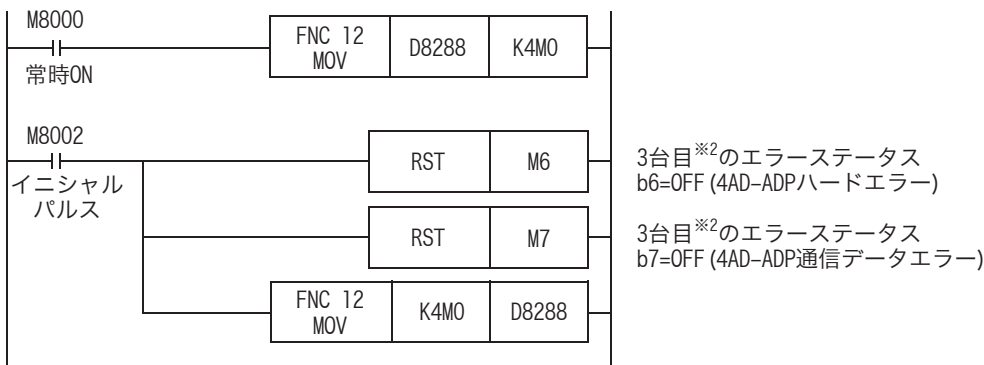 M8000
FNC 12
MOV
D8288
K4M0
常時ON
M8002
RST
M6
3台目※2のエラーステータス
b6=OFF (4AD-ADPハードエラー)
イニシャル
パルス
RST
M7
3台目※2のエラーステータス
b7=OFF (4AD-ADP通信データエラー)
FNC 12
MOV
K4M0
D8288